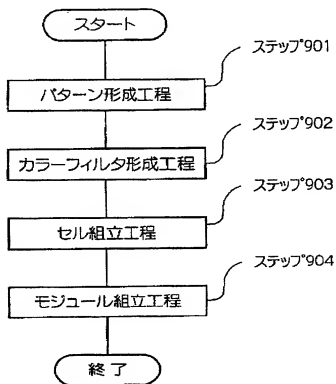 スタート
ステップ901
パターン形成工程
ステップ902
カラーフィルタ形成工程
ステップ903
セル組立工程
ステップ904
モジュール組立工程
終了